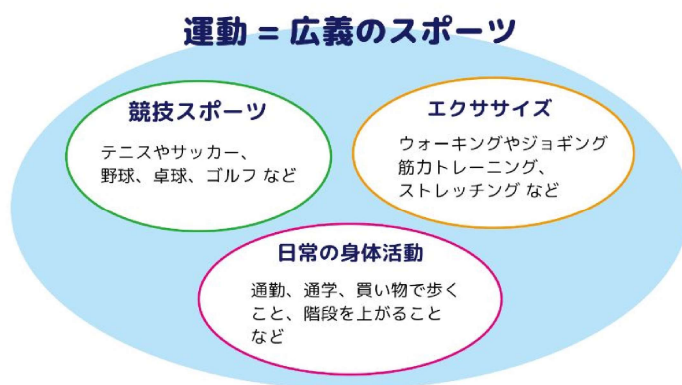 運動 = 広義のスポーツ
競技スポーツ
テニスやサッカー、
野球、卓球、ゴルフ など
エクササイズ
ウォーキングやジョギング
筋力トレーニング、
ストレッチング など
日常の身体活動
通勤、通学、買い物で歩く
こと、階段を上がること
など